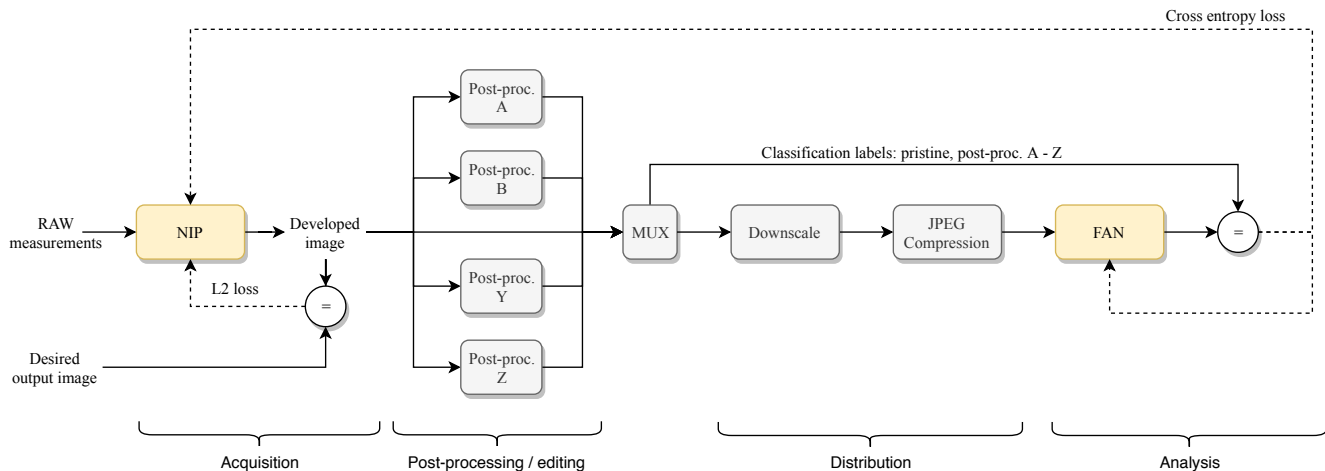 Cross entropy loss
Post-proc.
A
Classification labels: pristine, post-proc. A - Z
Post-proc.
B
RAW
measurements
NIP
Developed
image
MUX
Downscale
JPEG
Compression
FAN
=
L2 loss
=
Post-proc.
Y
Desired
output image
Post-proc.
Z
Acquisition
Post-processing / editing
Distribution
Analysis